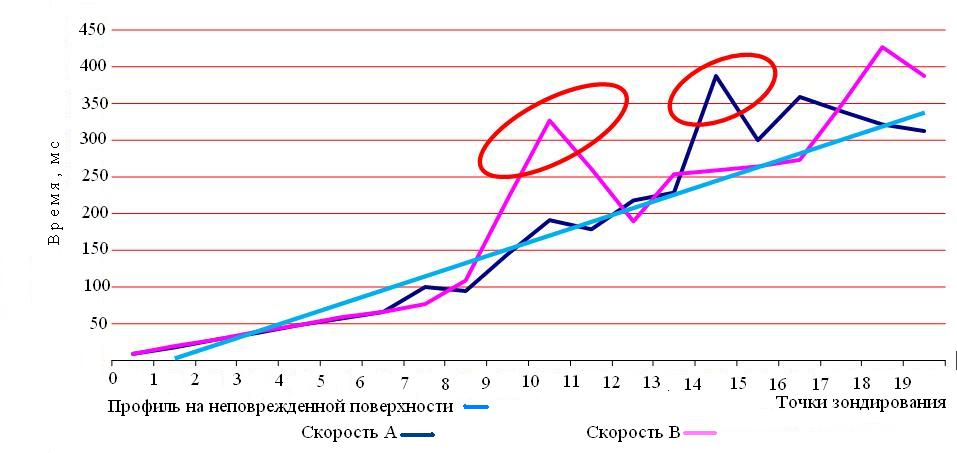 450
400
350
300
250
200
150
100
50
Время, мс
0 1 2 3 4 5 6 7 8 9 10 11 12 13 14 15 16 17 18 19
Профиль на неповрежденной поверхности
Точки зондирования
Скорость А
Скорость В